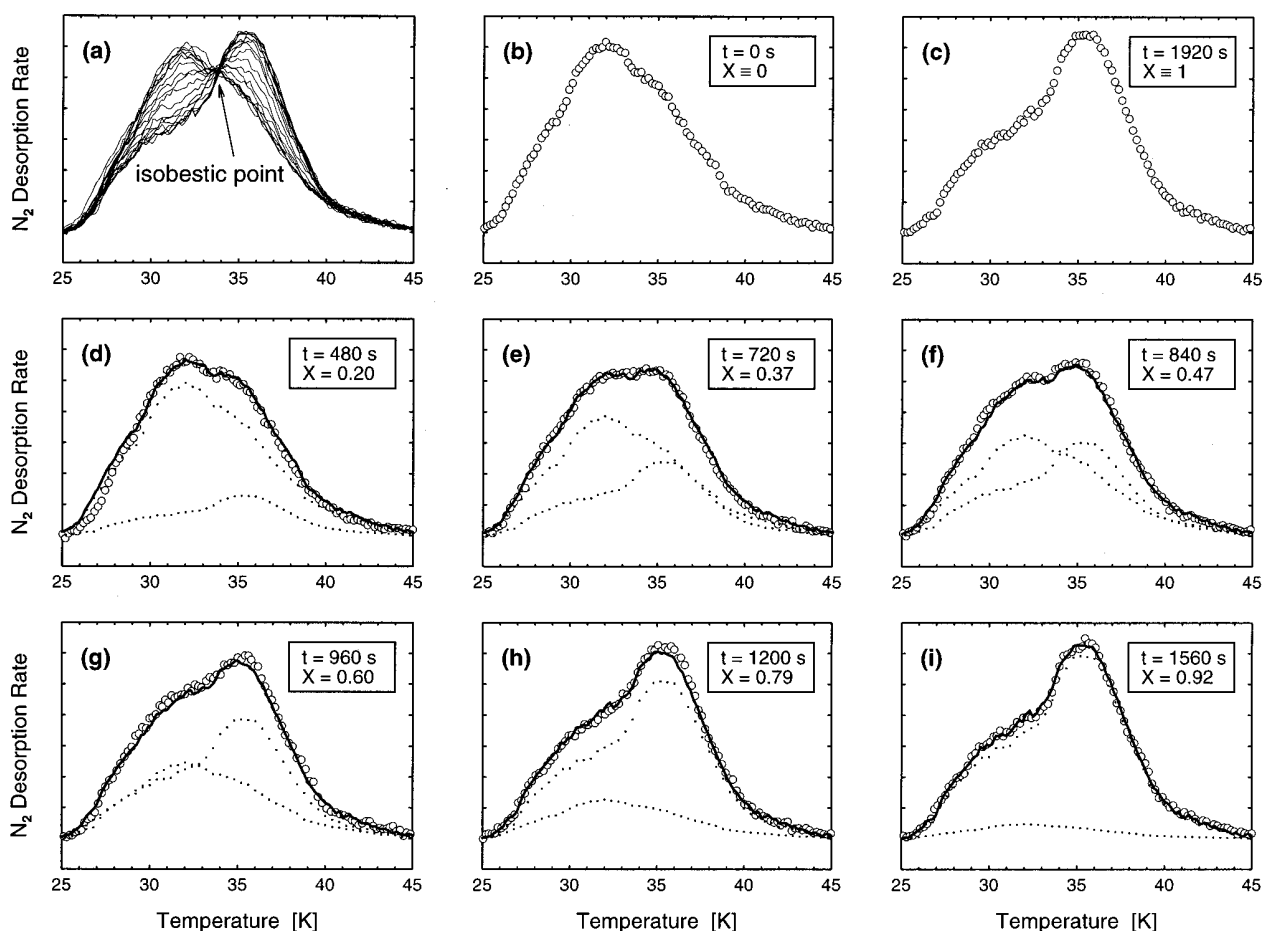 (a)
isobestic point
N₂ Desorption Rate
25 30 35 40 45
(b)
t = 0 s
X ≡ 0
25 30 35 40 45
(c)
t = 1920 s
X ≡ 1
25 30 35 40 45
(d)
t = 480 s
X = 0.20
N₂ Desorption Rate
25 30 35 40 45
(e)
t = 720 s
X = 0.37
25 30 35 40 45
(f)
t = 840 s
X = 0.47
25 30 35 40 45
(g)
t = 960 s
X = 0.60
N₂ Desorption Rate
25 30 35 40 45
Temperature [K]
(h)
t = 1200 s
X = 0.79
25 30 35 40 45
Temperature [K]
(i)
t = 1560 s
X = 0.92
25 30 35 40 45
Temperature [K]